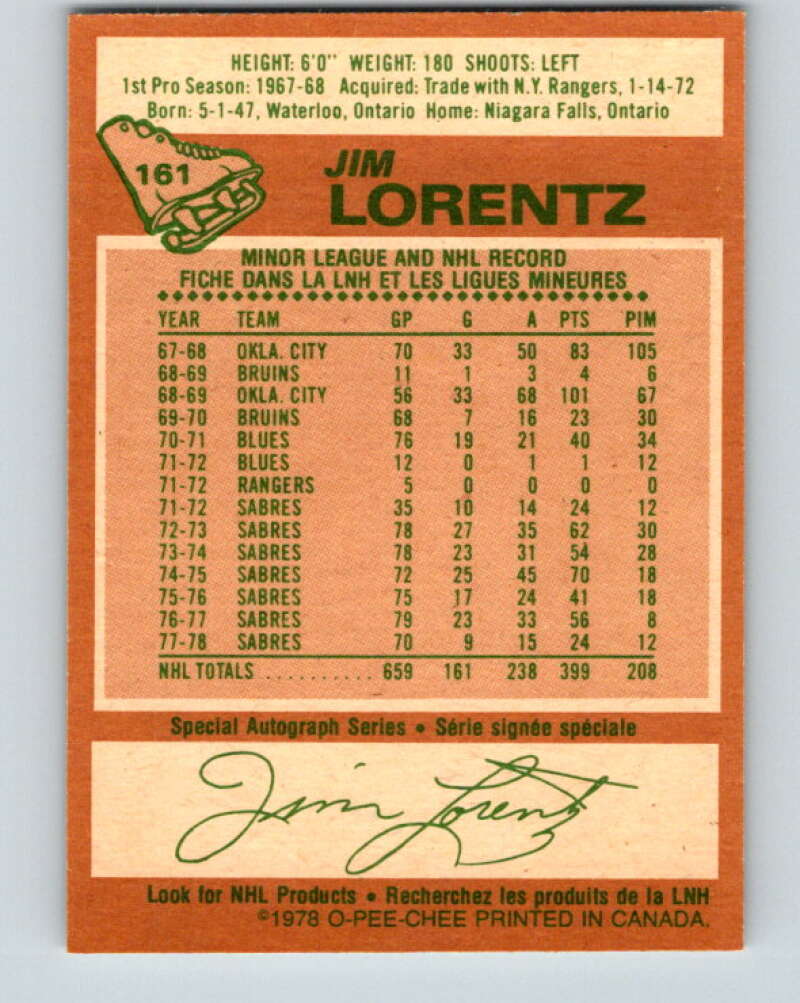 HEIGHT: 6'0" WEIGHT: 180 SHOOTS: LEFT
1st Pro Season: 1967-68 Acquired: Trade with N.Y. Rangers, 1-14-72
Born: 5-1-47, Waterloo, Ontario Home: Niagara Falls, Ontario
161
JIM
LORENTZ
MINOR LEAGUE AND NHL RECORD
FICHE DANS LA LNH ET LES LIGUES MINEURES
YEAR TEAM GP G A PTS PIM
67-68 OKLA. CITY 70 33 50 83 105
68-69 BRUINS 11 1 3 4 6
68-69 OKLA. CITY 56 33 68 101 67
69-70 BRUINS 68 7 16 23 30
70-71 BLUES 76 19 21 40 34
71-72 BLUES 12 0 1 1 12
71-72 RANGERS 5 0 0 0 0
71-72 SABRES 35 10 14 24 12
72-73 SABRES 78 27 35 62 30
73-74 SABRES 78 23 31 54 28
74-75 SABRES 72 25 45 70 18
75-76 SABRES 75 17 24 41 18
76-77 SABRES 79 23 33 56 8
77-78 SABRES 70 9 15 24 12
NHL TOTALS .......... 659 161 238 399 208
Special Autograph Series • Série signée spéciale
Jim Lorentz
Look for NHL Products • Recherchez les produits de la LNH
©1978 O-PEE-CHEE PRINTED IN CANADA.